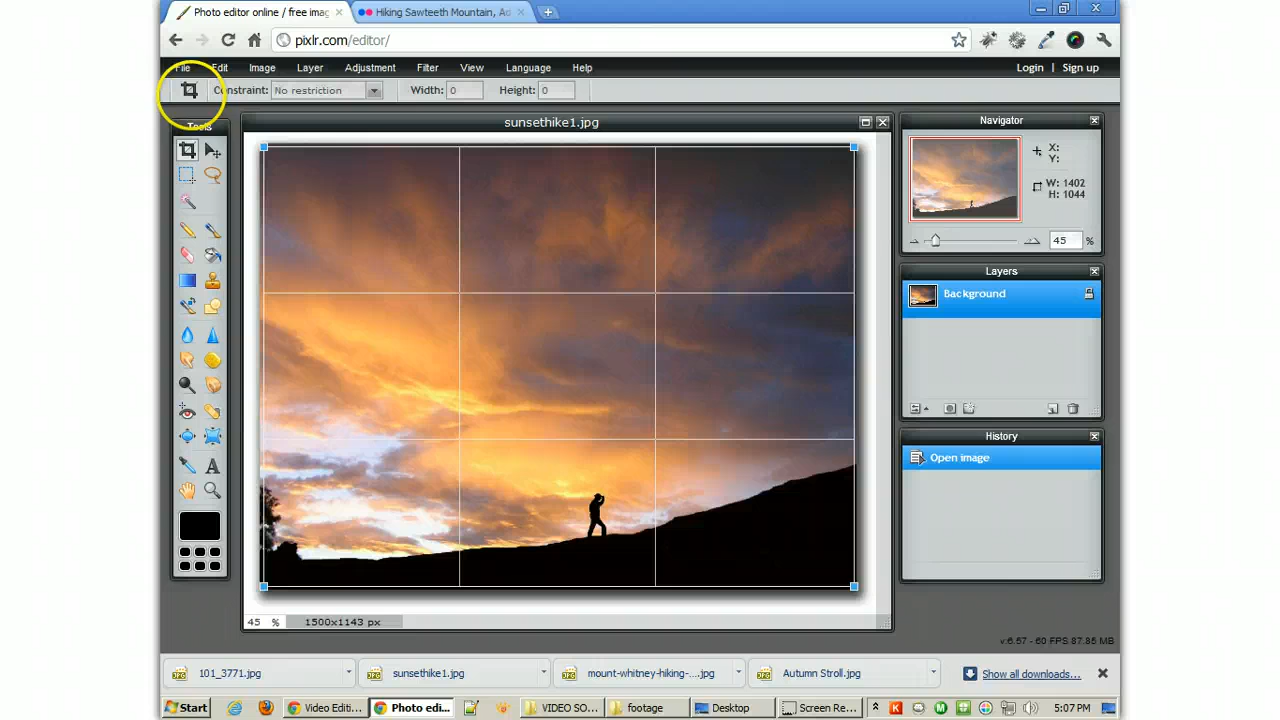 Photo editor online / free imag
Hiking Sawteeth Mountain, Ad
pixlr.com/editor/
File Edit Image Layer Adjustment Filter View Language Help Login | Sign up
Constraint: No restriction Width: 0 Height: 0
Tools
sunsethike1.jpg
Navigator
X:
Y:
W: 1402
H: 1044
45 %
Layers
Background
History
Open image
45 % 1500x1143 px
v:6.57 - 60 FPS 87.85 MB
101_3771.jpg sunsethike1.jpg mount-whitney-hiking-....jpg Autumn Stroll.jpg Show all downloads...
Start Video Editi... Photo edi... VIDEO SO... footage Desktop Screen Re... 5:07 PM